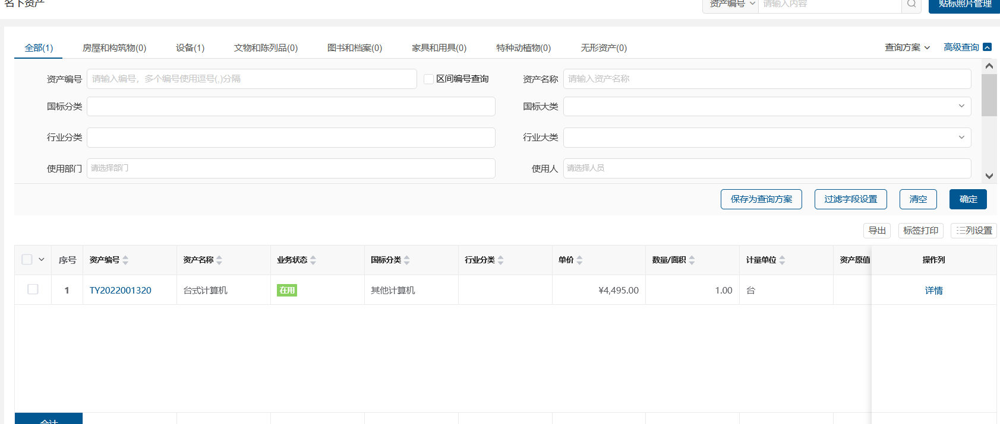 名下资产
资产编号 请输入内容 贴标照片管理
全部(1) 房屋和构筑物(0) 设备(1) 文物和陈列品(0) 图书和档案(0) 家具和用具(0) 特种动植物(0) 无形资产(0) 查询方案 高级查询
资产编号 请输入编号，多个编号使用逗号(,)分隔 区间编号查询 资产名称 请输入资产名称
国标分类 国标大类
行业分类 行业大类
使用部门 请选择部门 使用人 请选择人员
保存为查询方案 过滤字段设置 清空 确定
导出 标签打印 列设置
序号 资产编号 资产名称 业务状态 国标分类 行业分类 单价 数量/面积 计量单位 资产原值 操作列
1 TY2022001320 台式计算机 在用 其他计算机 ¥4,495.00 1.00 台 详情
合计